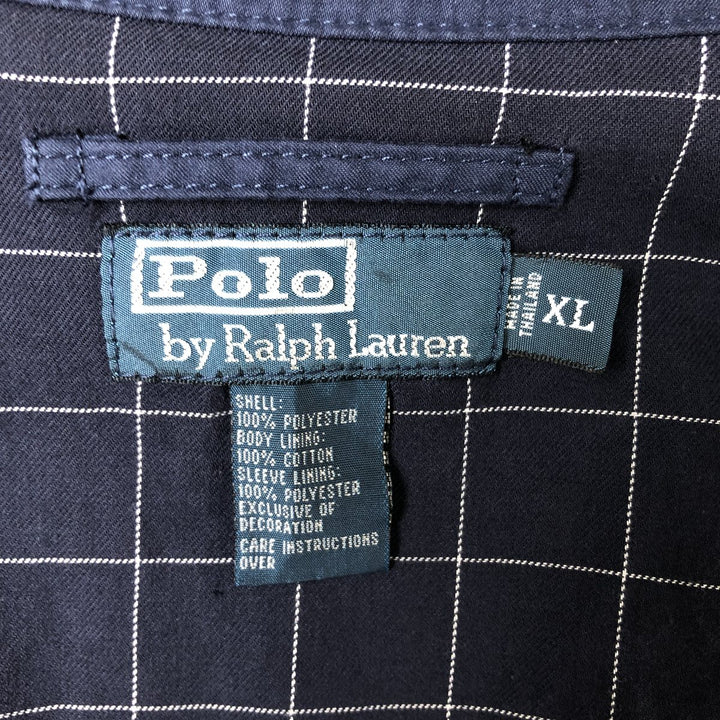 Polo
by Ralph Lauren
MADE IN
THAILAND
XL
SHELL:
100% POLYESTER
BODY LINING:
100% COTTON
SLEEVE LINING:
100% POLYESTER
EXCLUSIVE OF
DECORATION
CARE INSTRUCTIONS
OVER